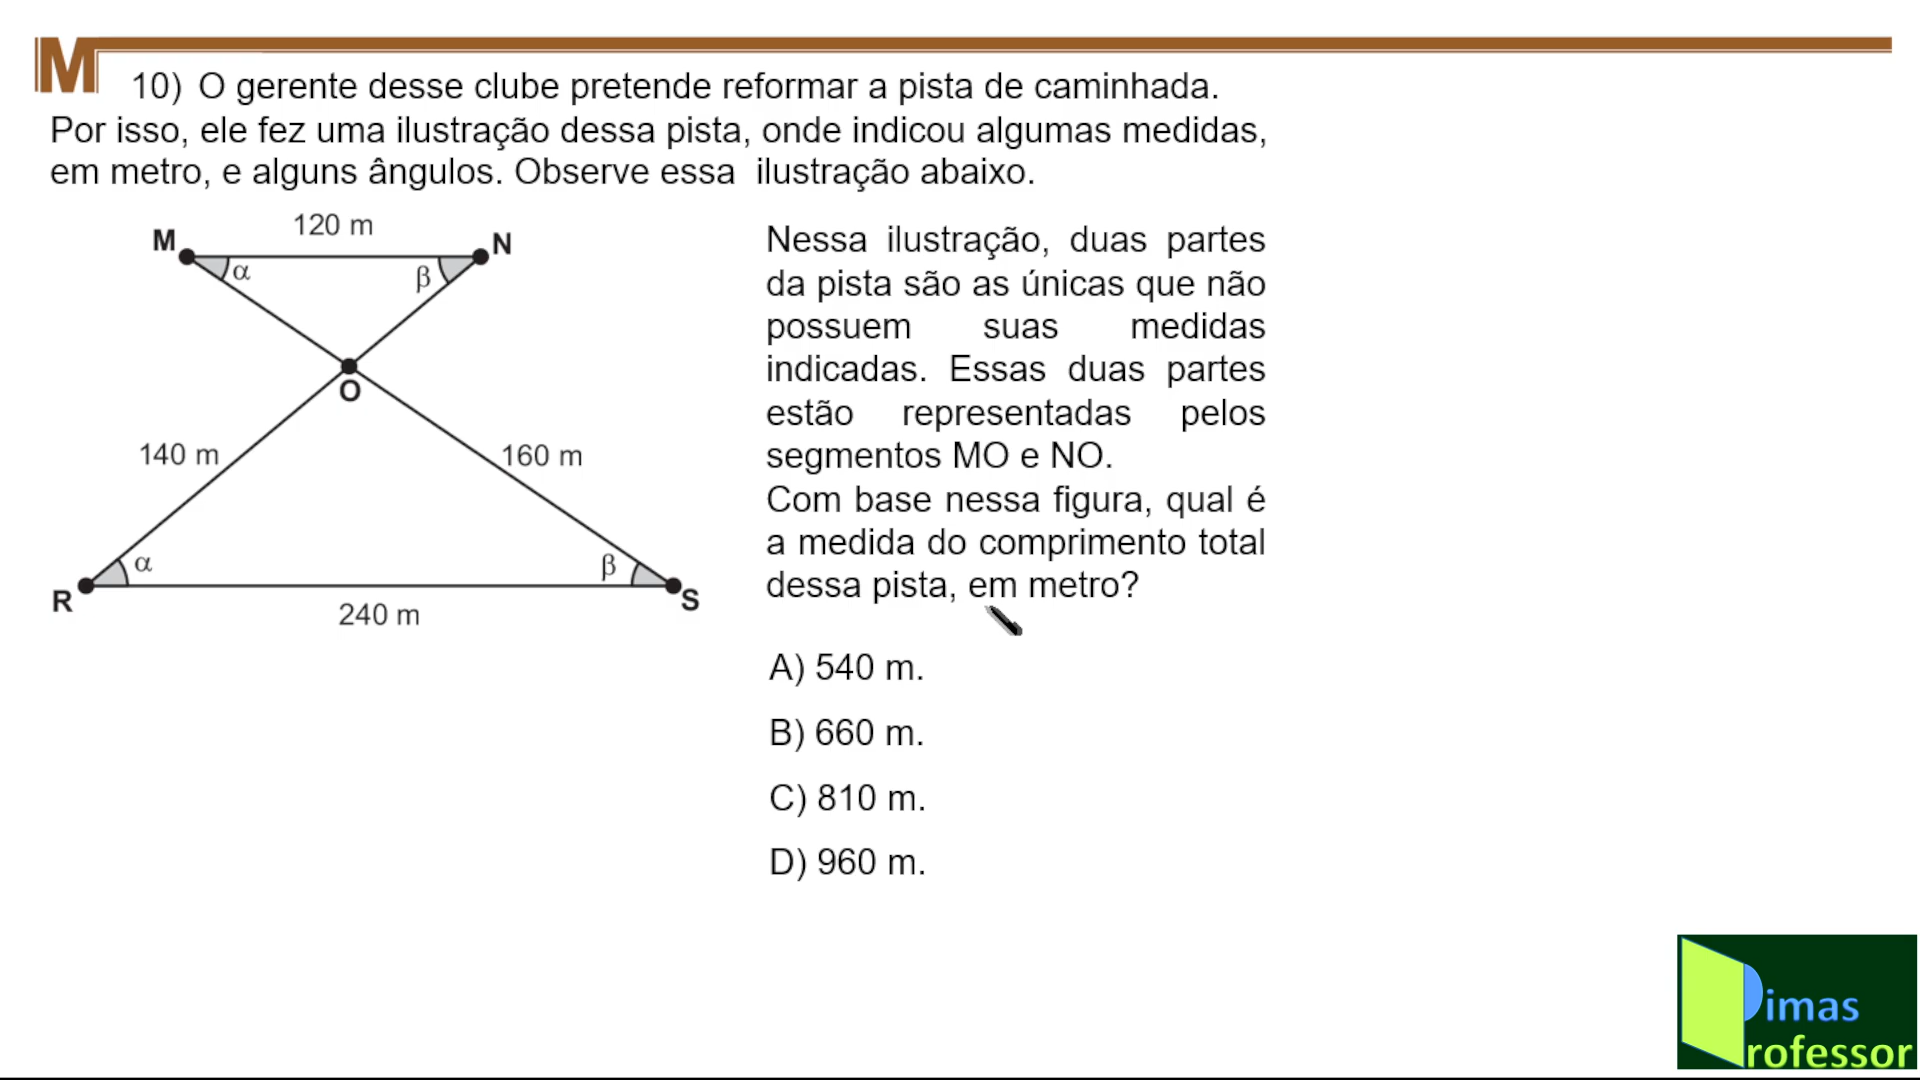 M
10) O gerente desse clube pretende reformar a pista de caminhada.
Por isso, ele fez uma ilustração dessa pista, onde indicou algumas medidas,
em metro, e alguns ângulos. Observe essa ilustração abaixo.
120 m
M
N
α
β
O
140 m
160 m
α
β
R
S
240 m
Nessa ilustração, duas partes
da pista são as únicas que não
possuem suas medidas
indicadas. Essas duas partes
estão representadas pelos
segmentos MO e NO.
Com base nessa figura, qual é
a medida do comprimento total
dessa pista, em metro?
A) 540 m.
B) 660 m.
C) 810 m.
D) 960 m.
Dimas
Professor